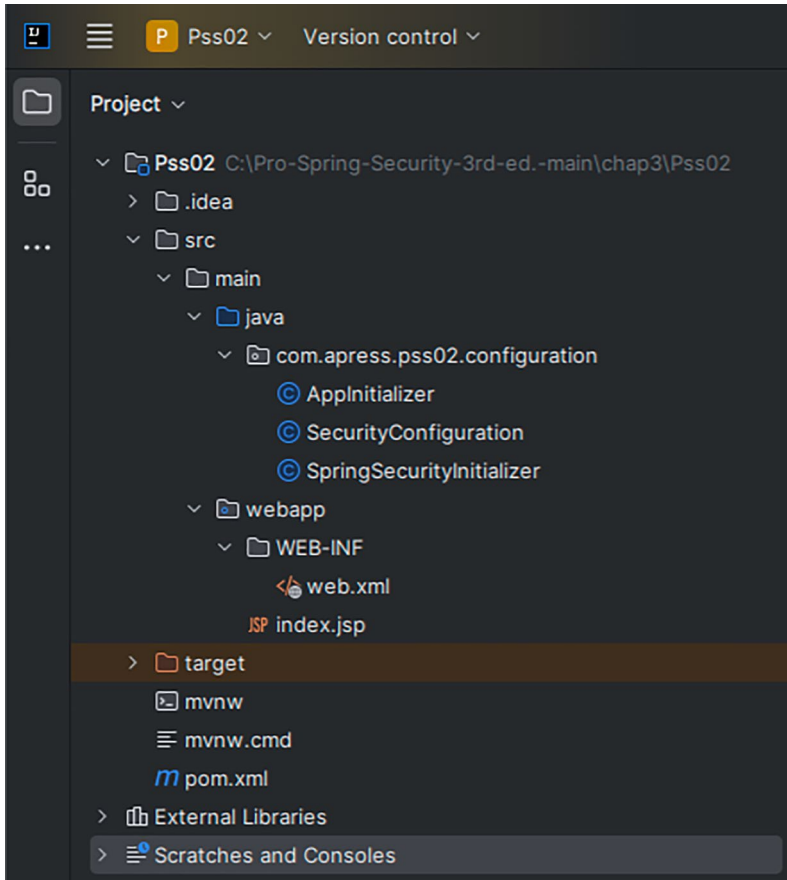 IJ
P Pss02 Version control
Project
Pss02 C:\Pro-Spring-Security-3rd-ed.-main\chap3\Pss02
.idea
src
main
java
com.apress.pss02.configuration
C AppInitializer
C SecurityConfiguration
C SpringSecurityInitializer
webapp
WEB-INF
</> web.xml
JSP index.jsp
target
mvnw
mvnw.cmd
m pom.xml
External Libraries
Scratches and Consoles